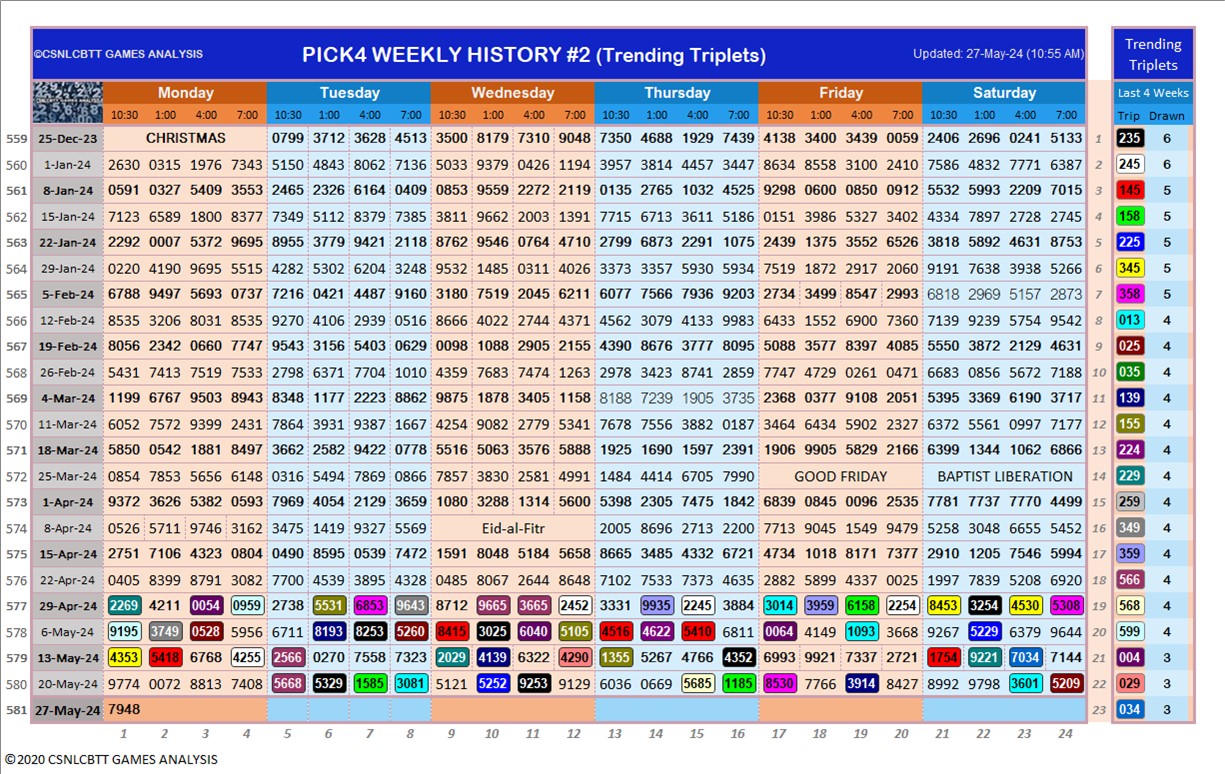 ©CSNLCBTT GAMES ANALYSIS PICK4 WEEKLY HISTORY #2 (Trending Triplets) Updated: 27-May-24 (10:55 AM) Trending Triplets
Monday Tuesday Wednesday Thursday Friday Saturday Last 4 Weeks
10:30 1:00 4:00 7:00 10:30 1:00 4:00 7:00 10:30 1:00 4:00 7:00 10:30 1:00 4:00 7:00 10:30 1:00 4:00 7:00 10:30 1:00 4:00 7:00 Trip Drawn
559 25-Dec-23 CHRISTMAS 0799 3712 3628 4513 3500 8179 7310 9048 7350 4688 1929 7439 4138 3400 3439 0059 2406 2696 0241 5133 1 235 6
560 1-Jan-24 2630 0315 1976 7343 5150 4843 8062 7136 5033 9379 0426 1194 3957 3814 4457 3447 8634 8558 3100 2410 7586 4832 7771 6387 2 245 6
561 8-Jan-24 0591 0327 5409 3553 2465 2326 6164 0409 0853 9559 2272 2119 0135 2765 1032 4525 9298 0600 0850 0912 5532 5993 2209 7015 3 145 5
562 15-Jan-24 7123 6589 1800 8377 7349 5112 8379 7385 3811 9662 2003 1391 7715 6713 3611 5186 0151 3986 5327 3402 4334 7897 2728 2745 4 158 5
563 22-Jan-24 2292 0007 5372 9695 8955 3779 9421 2118 8762 9546 0764 4710 2799 6873 2291 1075 2439 1375 3552 6526 3818 5892 4631 8753 5 225 5
564 29-Jan-24 0220 4190 9695 5515 4282 5302 6204 3248 9532 1485 0311 4026 3373 3357 5930 5934 7519 1872 2917 2060 9191 7638 3938 5266 6 345 5
565 5-Feb-24 6788 9497 5693 0737 7216 0421 4487 9160 3180 7519 2045 6211 6077 7566 7936 9203 2734 3499 8547 2993 6818 2969 5157 2873 7 358 5
566 12-Feb-24 8535 3206 8031 8535 9270 4106 2939 0516 8666 4022 2744 4371 4562 3079 4133 9983 6433 1552 6900 7360 7139 9239 5754 9542 8 013 4
567 19-Feb-24 8056 2342 0660 7747 9543 3156 5403 0629 0098 1088 2905 2155 4390 8676 3777 8095 5088 3577 8397 4085 5550 3872 2129 4631 9 025 4
568 26-Feb-24 5431 7413 7519 7533 2798 6371 7704 1010 4359 7683 7474 1263 2978 3423 8741 2859 7747 4729 0261 0471 6683 0856 5672 7188 10 035 4
569 4-Mar-24 1199 6767 9503 8943 8348 1177 2223 8862 9875 1878 3405 1158 8188 7239 1905 3735 2368 0377 9108 2051 5395 3369 6190 3717 11 139 4
570 11-Mar-24 6052 7572 9399 2431 7864 3931 9387 1667 4254 9082 2779 5341 7678 7556 3882 0187 3464 6434 5902 2327 6372 5561 0997 7177 12 155 4
571 18-Mar-24 5850 0542 1881 8497 3662 2582 9422 0778 5516 5063 3576 5888 1925 1690 1597 2391 1906 9905 5829 2166 6399 1344 1062 6866 13 224 4
572 25-Mar-24 0854 7853 5656 6148 0316 5494 7869 0866 0857 3830 2581 4991 1484 4414 6705 7990 GOOD FRIDAY BAPTIST LIBERATION 14 229 4
573 1-Apr-24 9372 3626 5382 0593 7969 4054 2129 3659 1080 3288 1314 5600 5398 2305 7475 1842 6839 0845 0096 2535 7781 7737 7770 4499 15 259 4
574 8-Apr-24 0526 5711 9746 3162 3475 1419 9327 5569 Eid-al-Fitr 2005 8696 2713 2200 7713 9045 1549 9479 5258 3048 6655 5452 16 349 4
575 15-Apr-24 2751 7106 4323 0804 0490 8595 0539 7472 1591 8048 5184 5658 8665 3485 4332 6721 4734 1018 8171 7377 2910 1205 7546 5994 17 359 4
576 22-Apr-24 0405 8399 8791 3082 7700 4539 3895 4328 0485 8067 2644 8648 7102 7533 7373 4635 2882 5899 4337 0025 1997 7839 5208 6920 18 566 4
577 29-Apr-24 2269 4211 0054 0959 2738 5531 6853 9643 8712 9665 3665 2452 3331 9935 2245 3884 3014 3959 6158 2254 8453 3254 4530 5308 19 568 4
578 6-May-24 9195 3749 0528 5956 6711 8193 8253 5260 8415 3025 6040 5105 4516 4622 5410 6811 0064 4149 1093 3668 9267 5229 6379 9644 20 599 4
579 13-May-24 4353 5418 6768 4255 2566 0270 7558 7323 2029 4139 6322 4290 1355 5267 4766 4352 6993 9921 7337 2721 1754 9221 7034 7144 21 004 3
580 20-May-24 9774 0072 8813 7408 5668 5329 1585 3081 5121 5252 9253 9129 6036 0669 5685 1185 8530 7766 3914 8427 8992 9798 3601 5209 22 029 3
581 27-May-24 7948 23 034 3
1 2 3 4 5 6 7 8 9 10 11 12 13 14 15 16 17 18 19 20 21 22 23 24
©2020 CSNLCBTT GAMES ANALYSIS